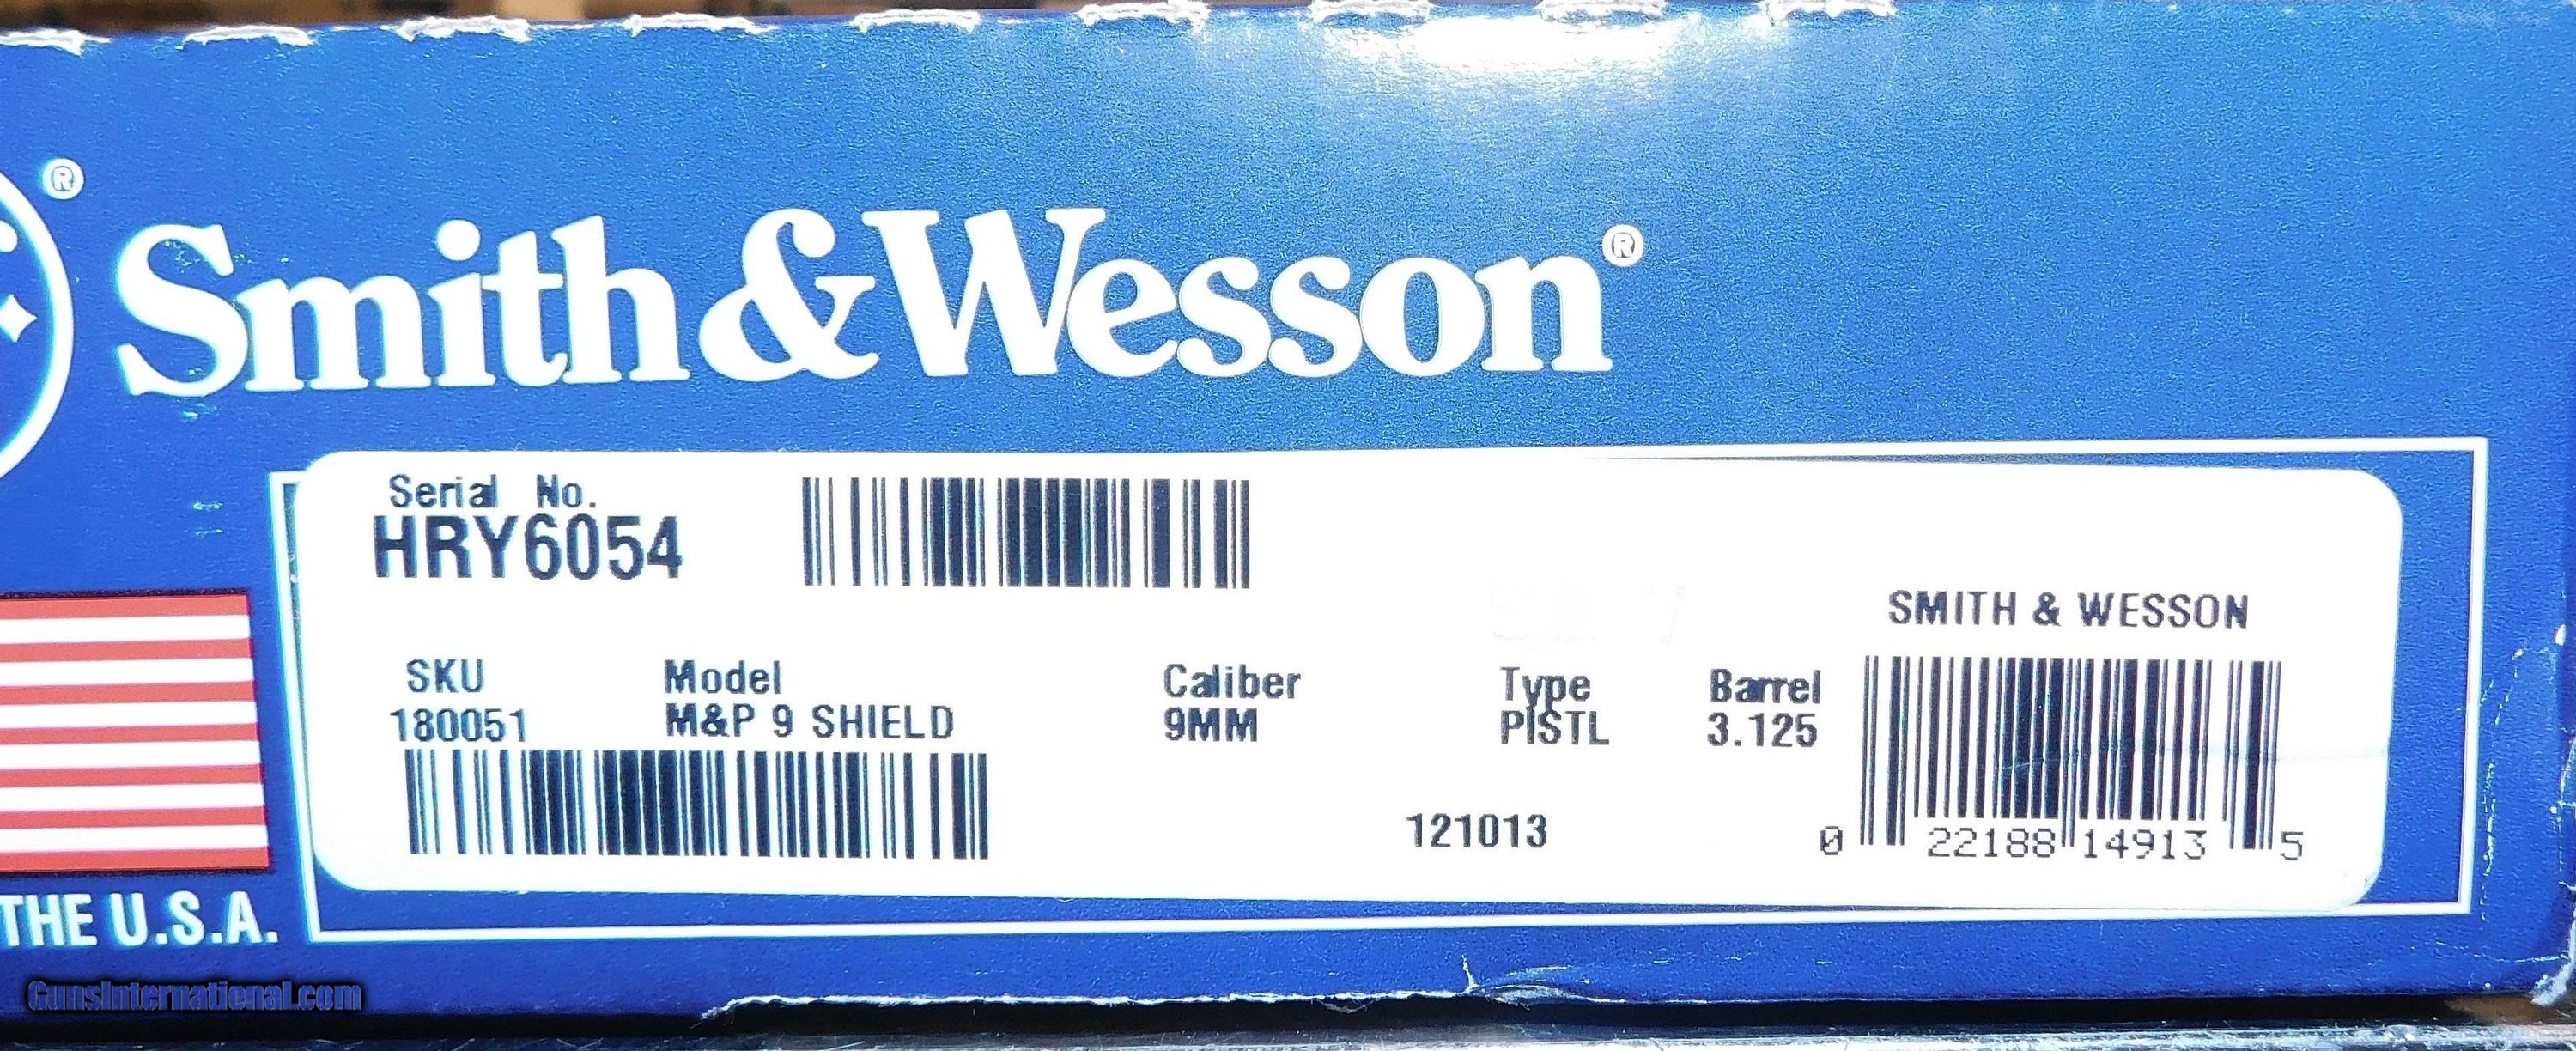 ®
Smith & Wesson®
Serial No.
HRY6054
SMITH & WESSON
SKU Model Caliber Type Barrel
180051 M&P 9 SHIELD 9MM PISTL 3.125
121013
0 22188 14913 5
THE U.S.A.
GunsInternational.com